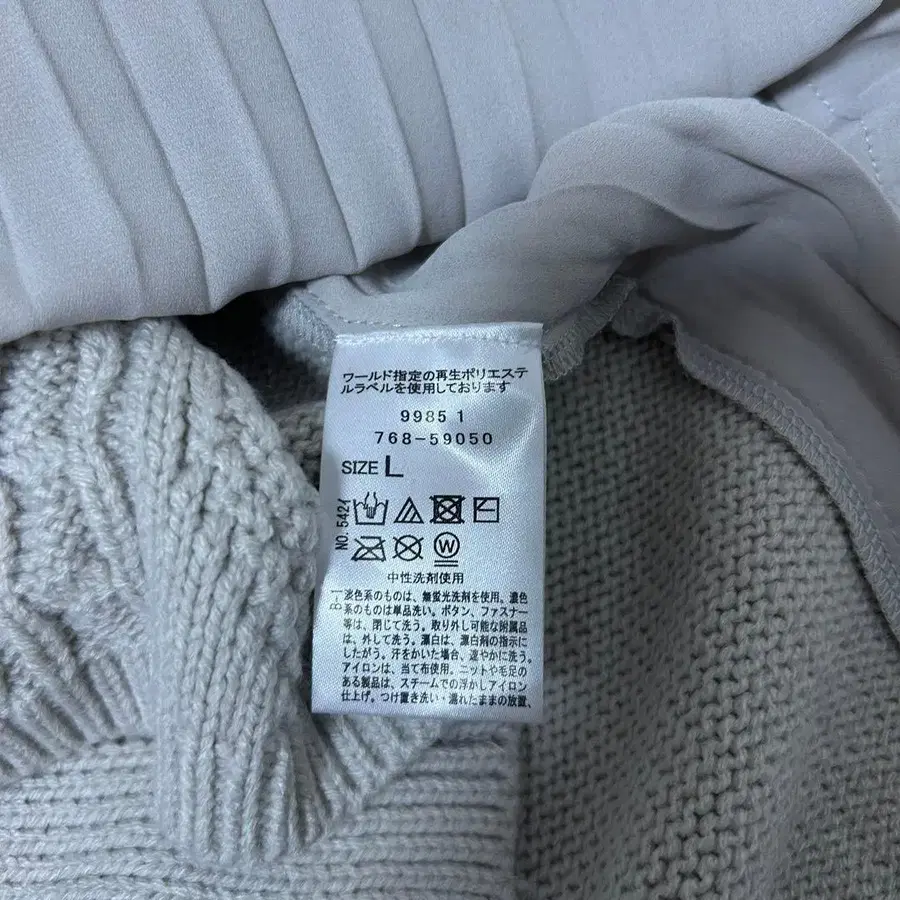 ワールド指定の再生ポリエステ
ルラベルを使用しております
9985 1
768-59050
SIZE L
NO. 542イ
W
中性洗剤使用
B-1
淡色系のものは、無蛍光洗剤を使用。濃色
系のものは単品洗い。ボタン、ファスナー
等は、閉じて洗う。取り外し可能な附属品
は、外して洗う。漂白は、漂白剤の指示に
したがう。汗をかいた場合、速やかに洗う。
アイロンは、当て布使用。ニットや毛足の
ある製品は、スチームでの浮かしアイロン
仕上げ。つけ置き洗い・濡れたままの放置、